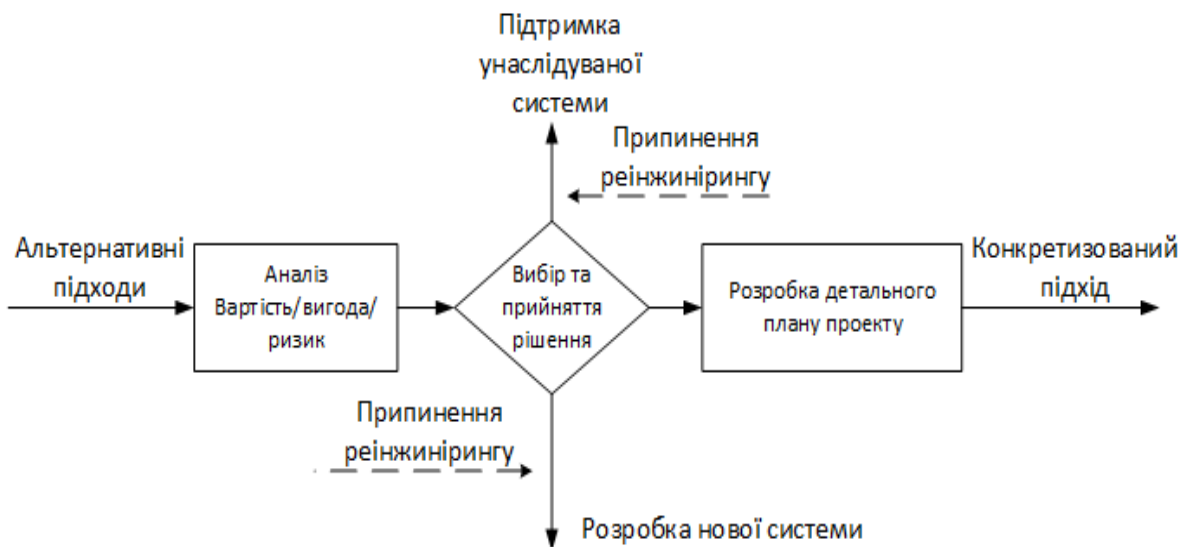 Підтримка
унаслідуваної
системи
Припинення
реінжинірингу
Альтернативні
підходи
Аналіз
Вартість/вигода/
ризик
Вибір та
прийняття
рішення
Розробка детального
плану проекту
Конкретизований
підхід
Припинення
реінжинірингу
Розробка нової системи